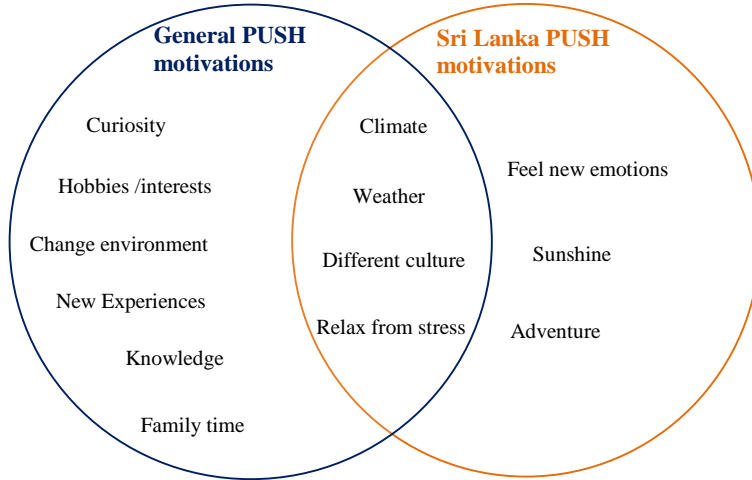 General PUSH
motivations
Sri Lanka PUSH
motivations
Curiosity
Hobbies /interests
Change environment
New Experiences
Knowledge
Family time
Climate
Weather
Different culture
Relax from stress
Feel new emotions
Sunshine
Adventure